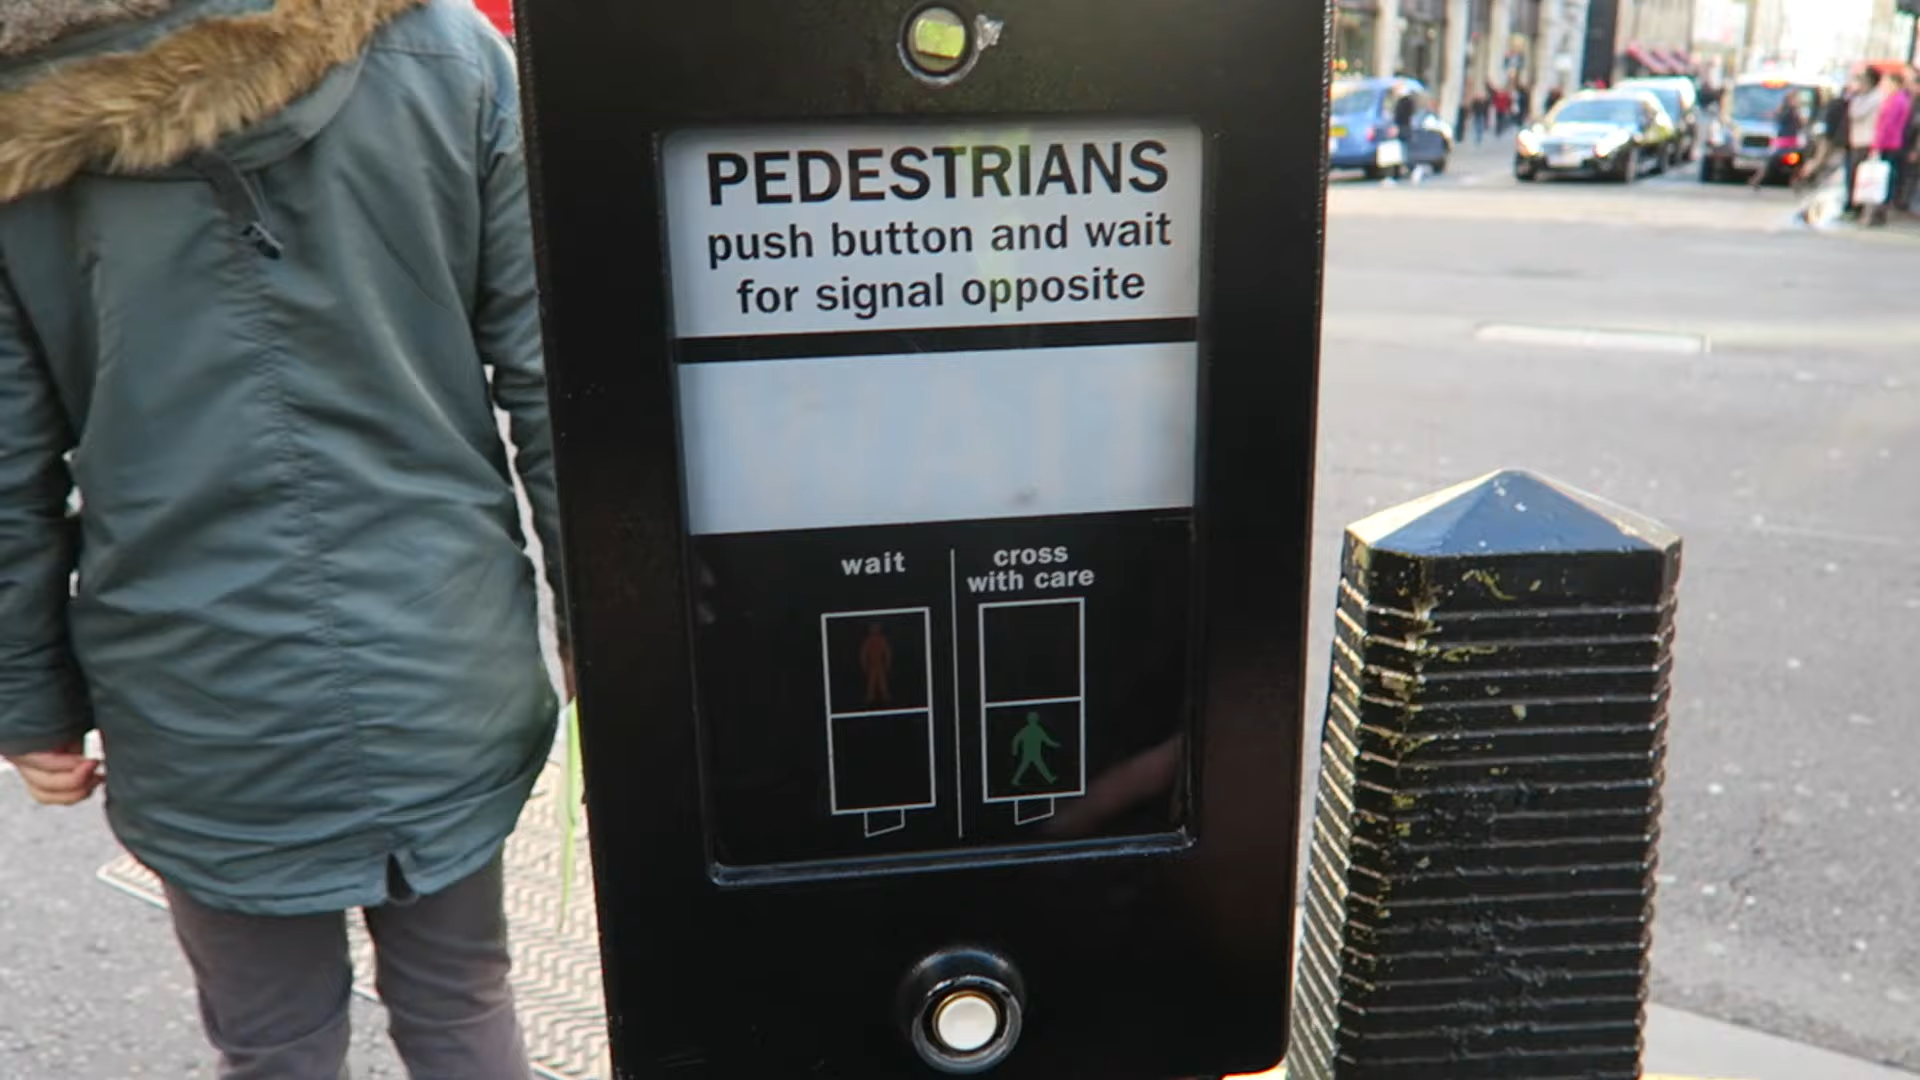 PEDESTRIANS
push button and wait
for signal opposite
wait
cross
with care